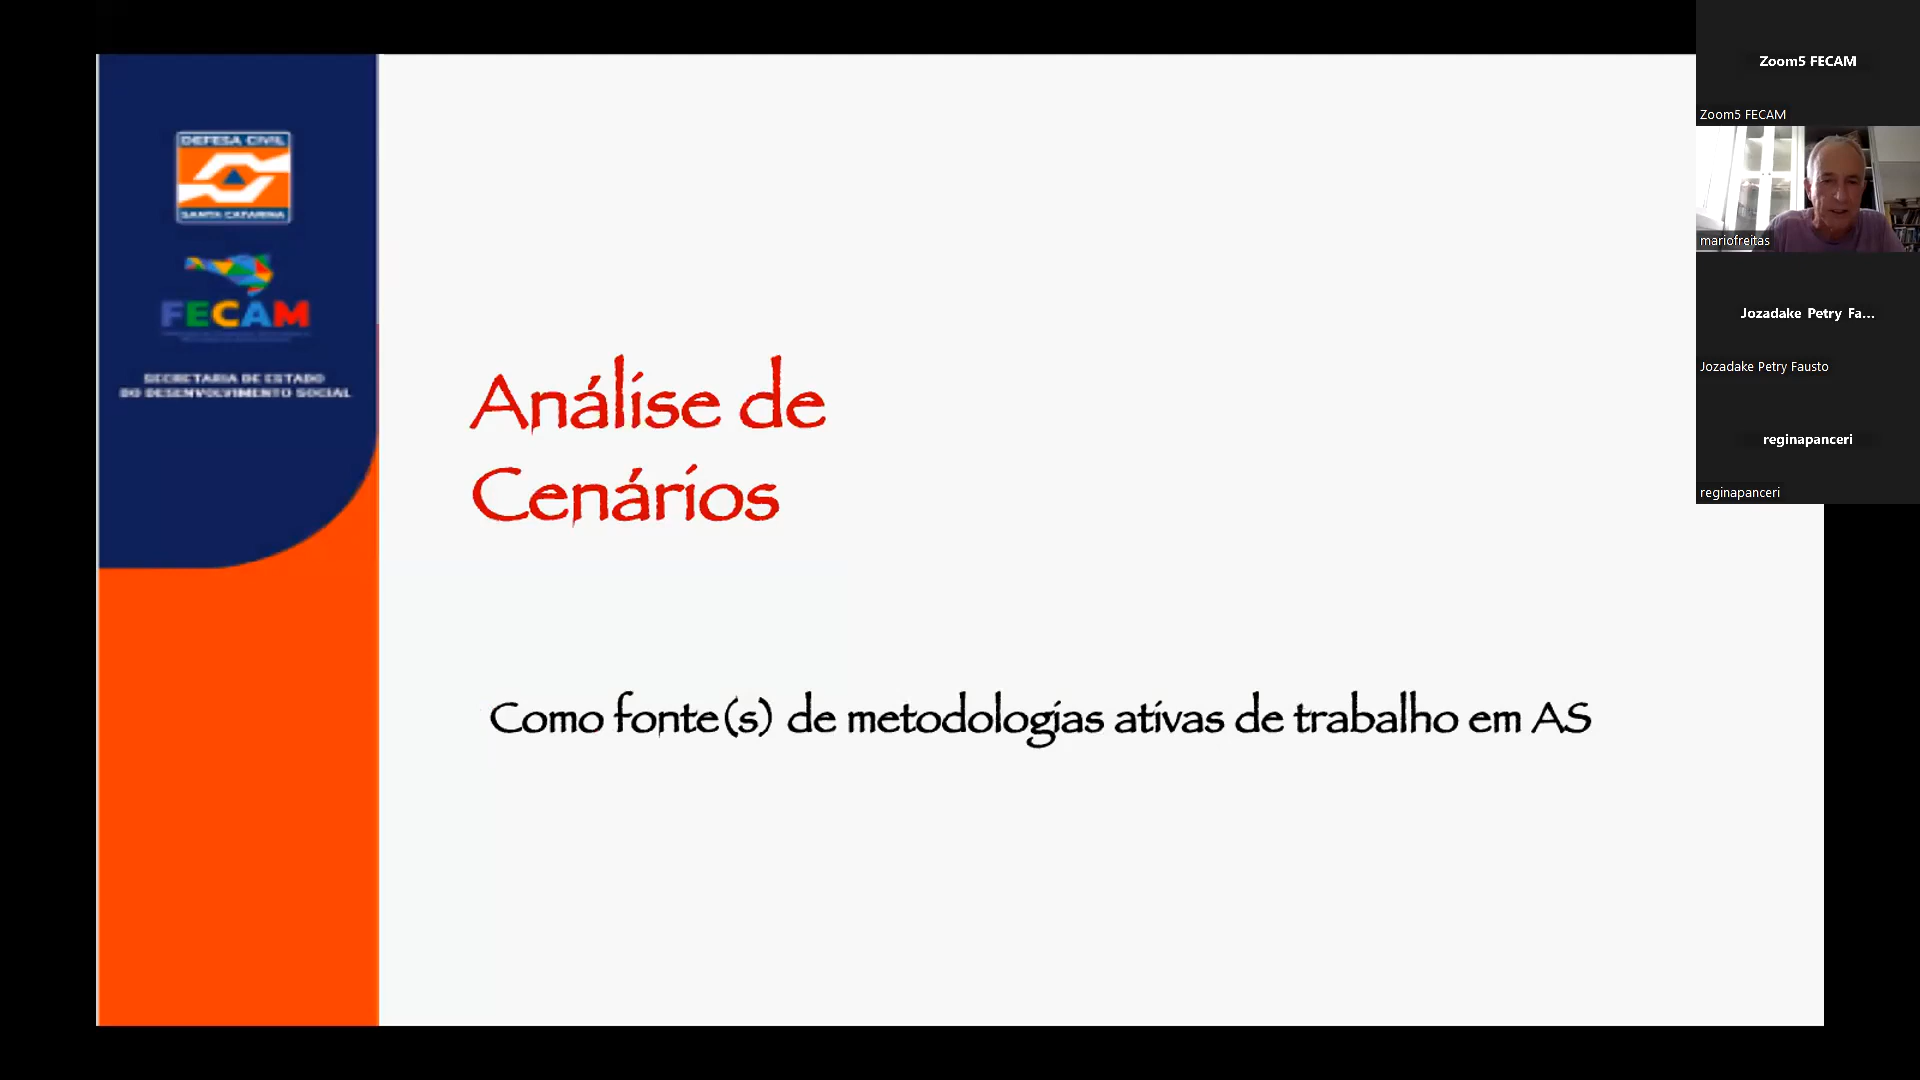 DEFESA CIVIL
SANTA CATARINA
FECAM
SECRETARIA DE ESTADO
DO DESENVOLVIMENTO SOCIAL
Análise de
Cenários
Como fonte(s) de metodologias ativas de trabalho em AS
Zoom5 FECAM
Zoom5 FECAM
mariofreitas
Jozadake Petry Fa...
Jozadake Petry Fausto
reginapanceri
reginapanceri